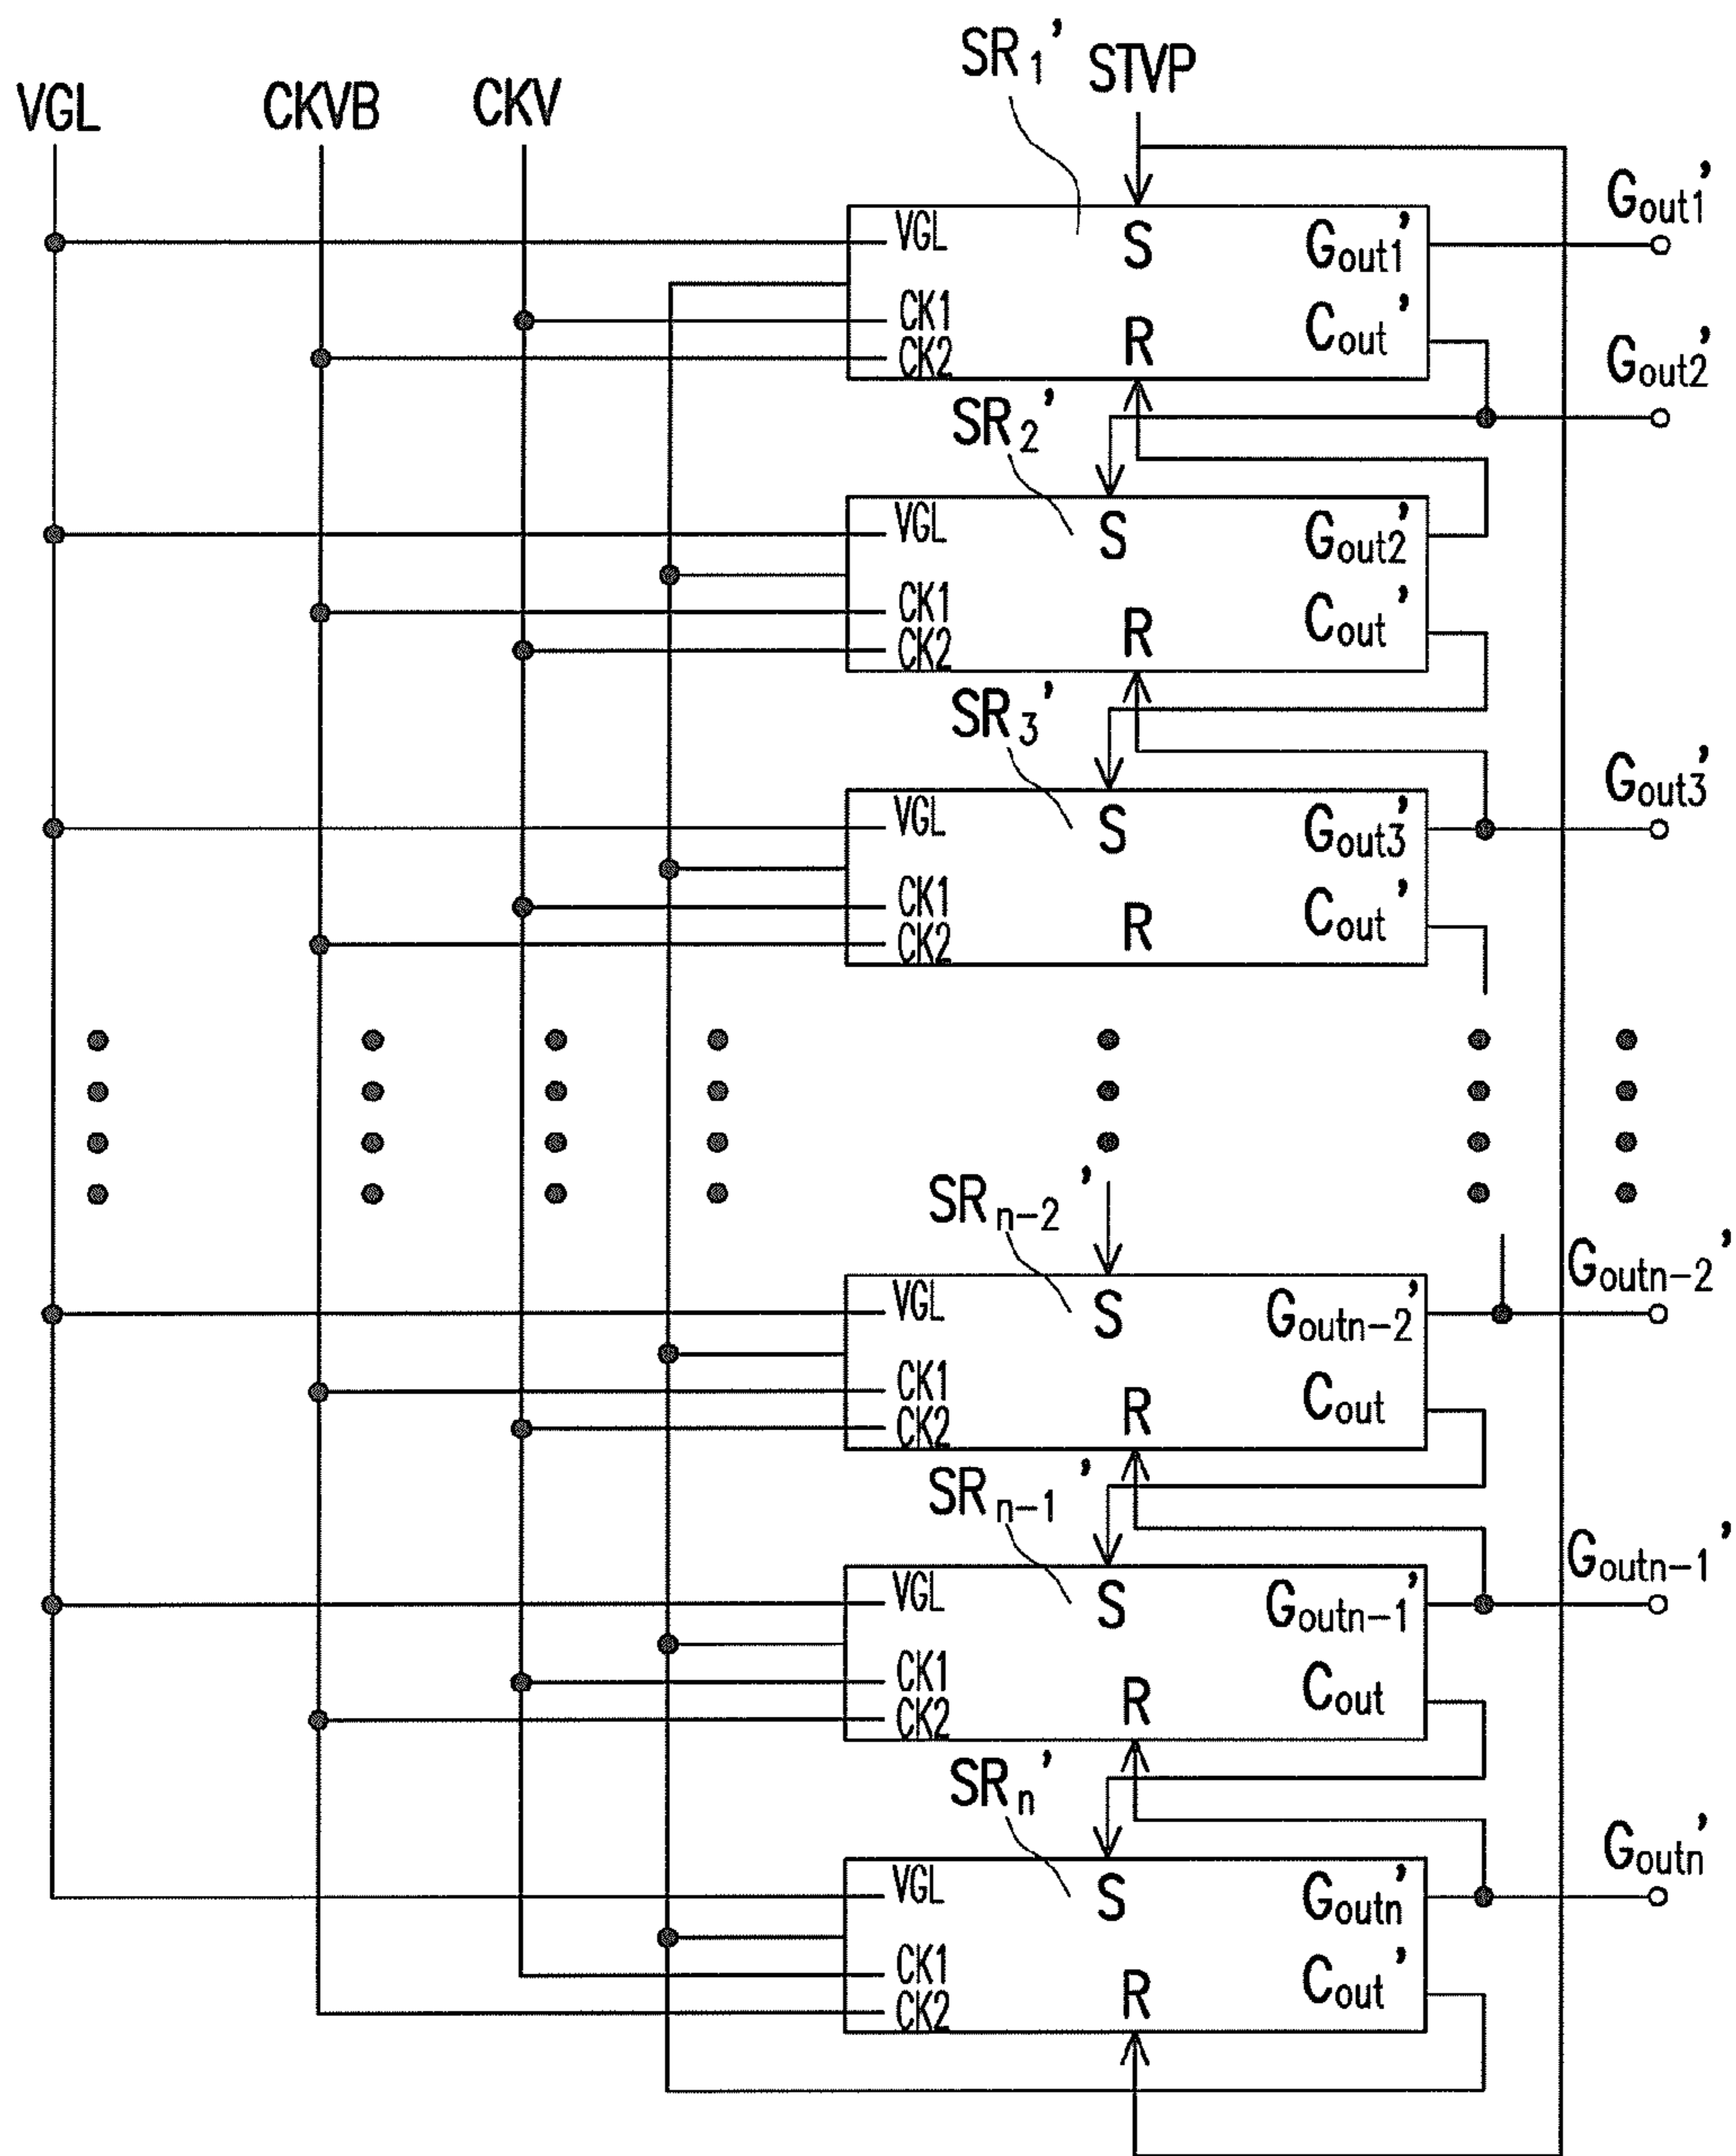 VGL CKVB CKV SR1' STVP
VGL S Gout1' Gout1'
CK1 R Cout'
CK2
Gout2'
SR2'
VGL S Gout2'
CK1 R Cout'
CK2
SR3'
VGL S Gout3' Gout3'
CK1 R Cout'
CK2
SRn-2'
VGL S Goutn-2' Goutn-2'
CK1 R Cout
CK2
SRn-1'
VGL S Goutn-1' Goutn-1'
CK1 R Cout
CK2
SRn'
VGL S Goutn' Goutn'
CK1 R Cout'
CK2